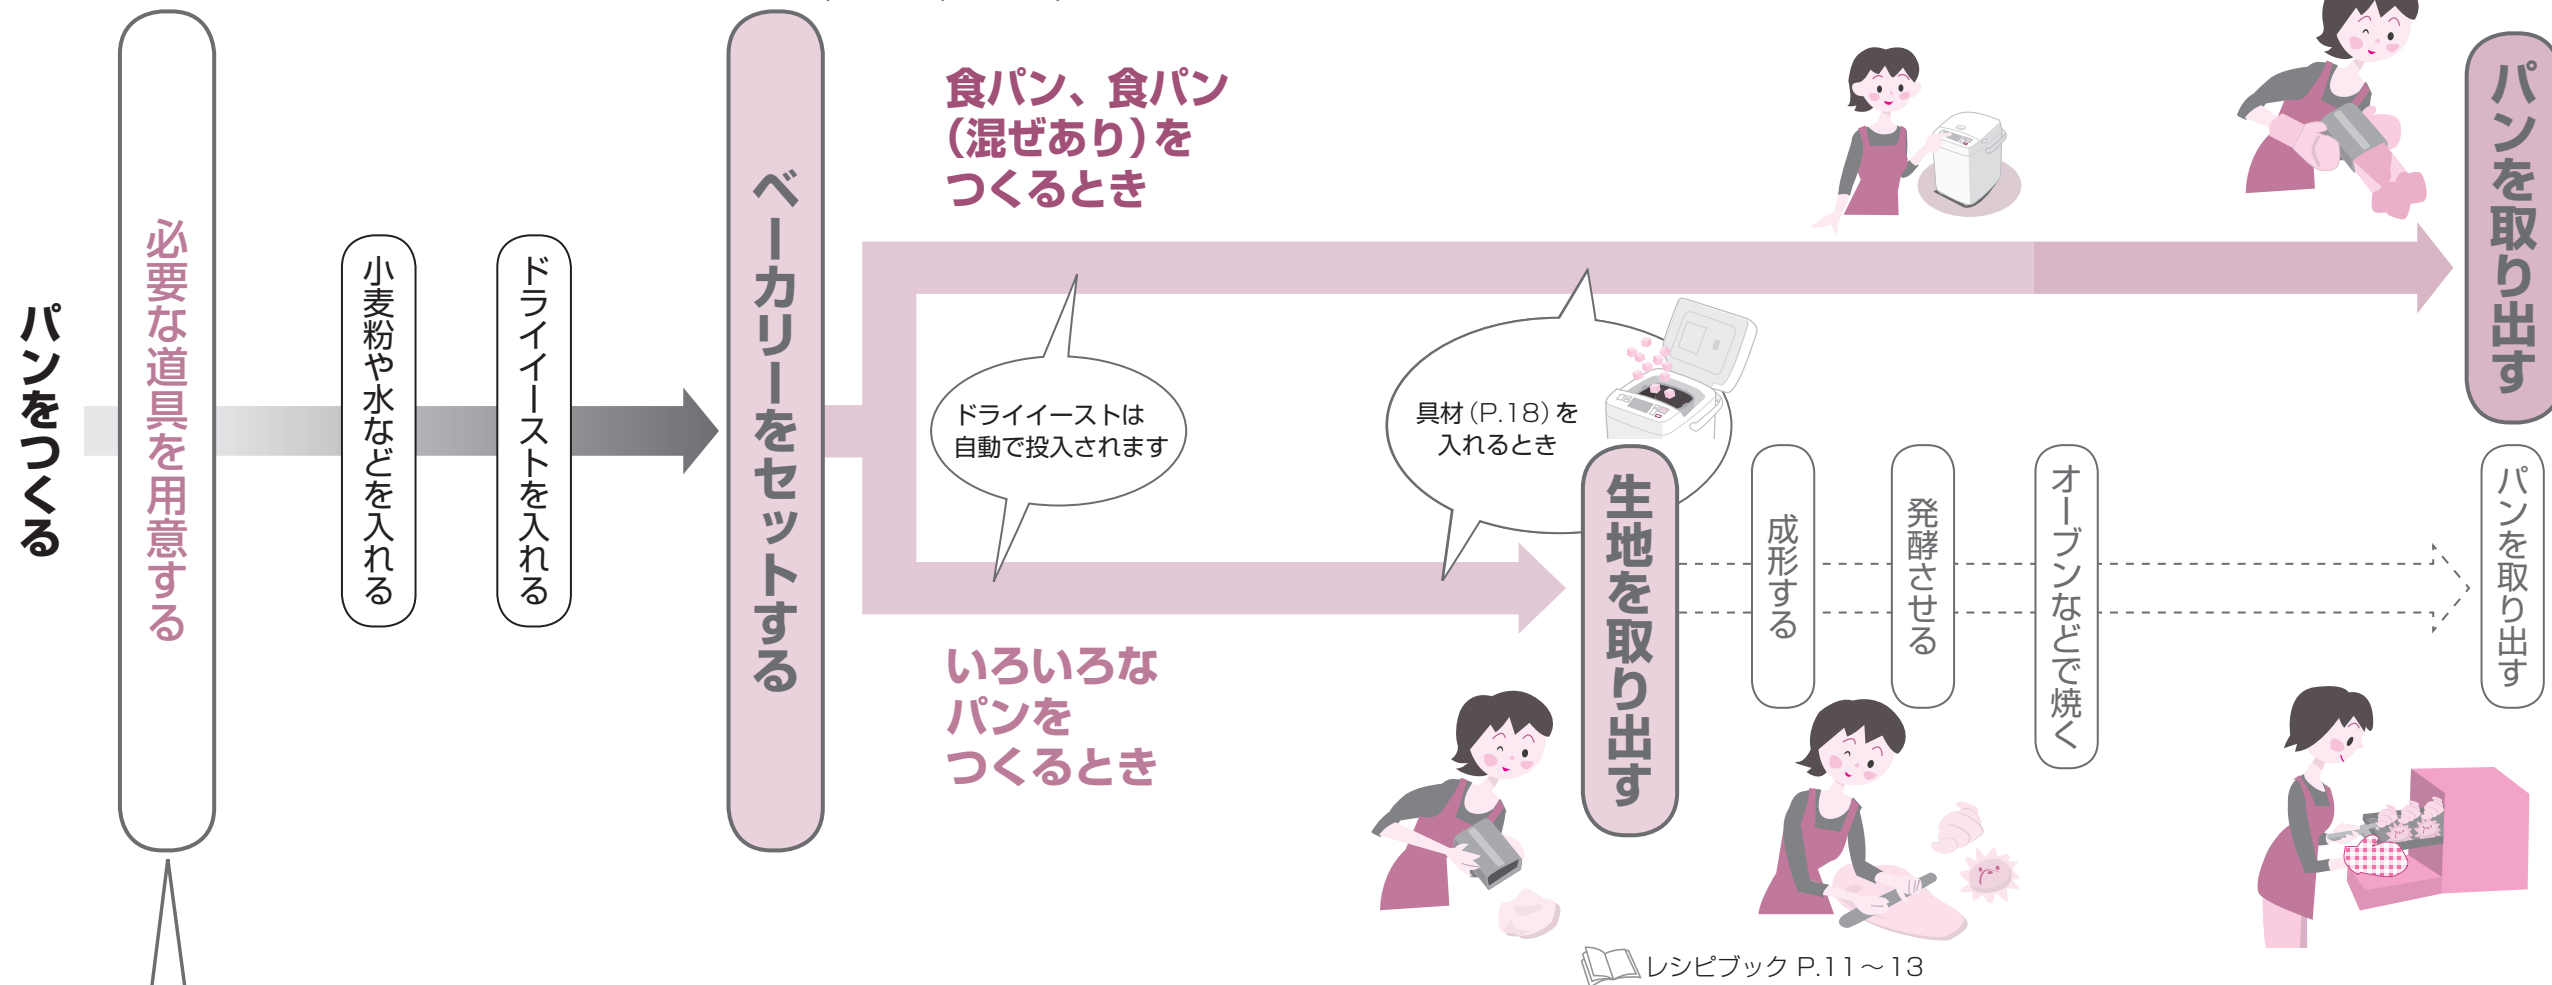 パンをつくる
必要な道具を用意する
小麦粉や水などを入れる
ドライイーストを入れる
ベーカリーをセットする
食パン、食パン
（混ぜあり）を
つくるとき
ドライイーストは
自動で投入されます
具材（P.18）を
入れるとき
パンを取り出す
いろいろな
パンを
つくるとき
生地を取り出す
成形する
発酵させる
オーブンなどで焼く
パンを取り出す
レシピブック P.11～13